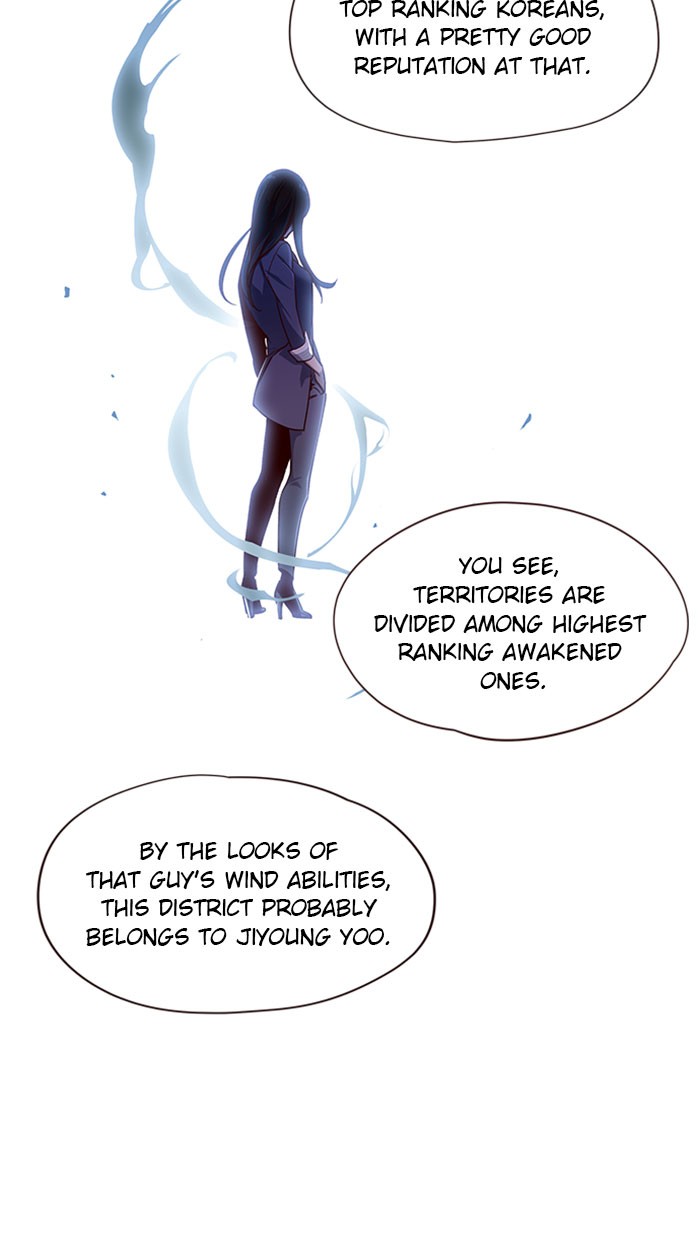 TOP RANKING KOREANS,
WITH A PRETTY GOOD
REPUTATION AT THAT.
YOU SEE,
TERRITORIES ARE
DIVIDED AMONG HIGHEST
RANKING AWAKENED
ONES.
BY THE LOOKS OF
THAT GUY'S WIND ABILITIES,
THIS DISTRICT PROBABLY
BELONGS TO JIYOUNG YOO.